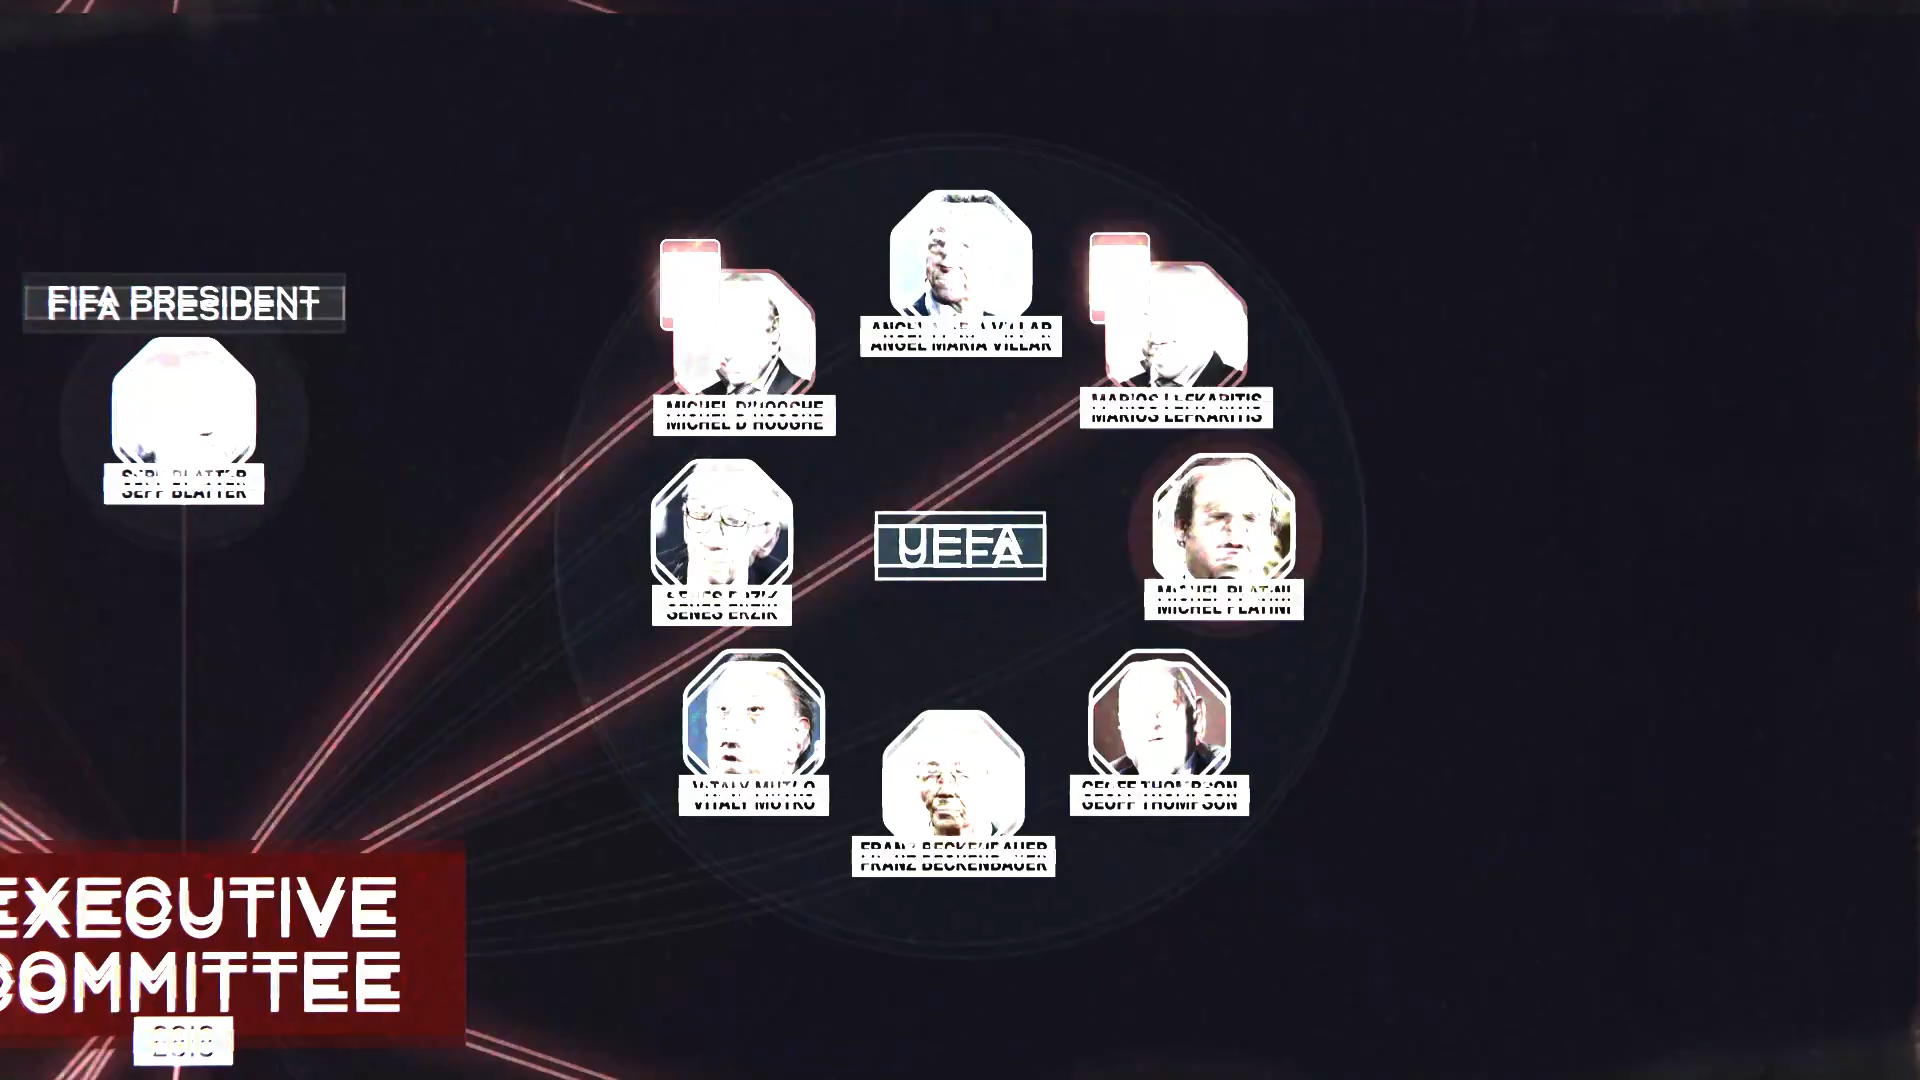 FIFA PRESIDENT
SEPP BLATTER
ANGEL MARIA VILLAR
MICHEL D'HOOGHE
MARIOS LEFKARITIS
SENES ERZIK
UEFA
MICHEL PLATINI
VITALY MUTKO
GEOFF THOMPSON
FRANZ BECKENBAUER
EXECUTIVE
COMMITTEE